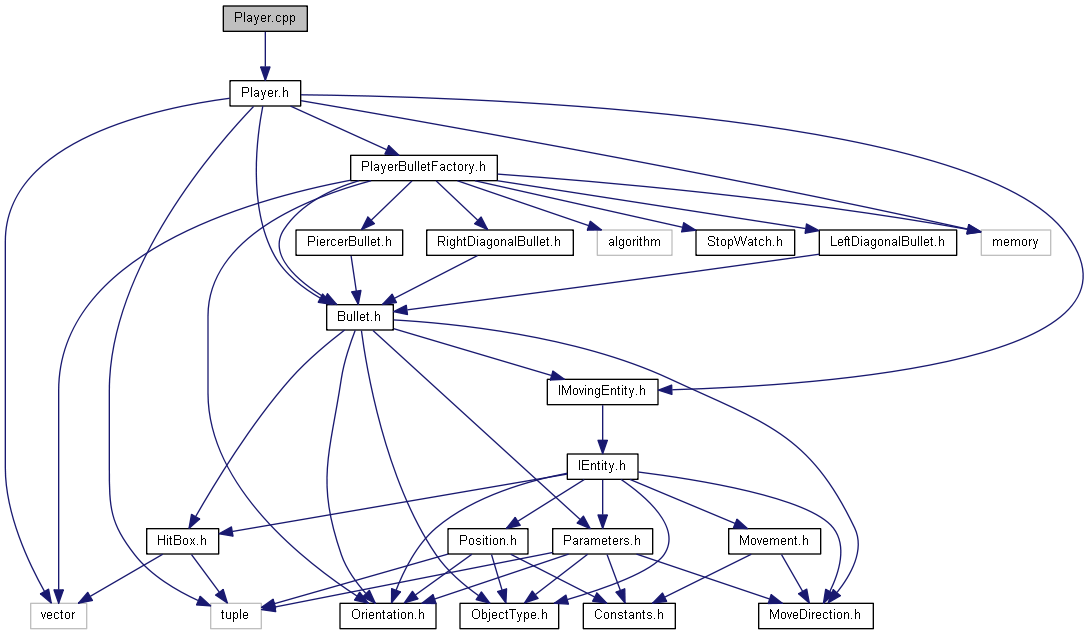 Player.cpp
Player.h
PlayerBulletFactory.h
PiercerBullet.h
RightDiagonalBullet.h
algorithm
StopWatch.h
LeftDiagonalBullet.h
memory
Bullet.h
IMovingEntity.h
IEntity.h
HitBox.h
Position.h
Parameters.h
Movement.h
vector
tuple
Orientation.h
ObjectType.h
Constants.h
MoveDirection.h